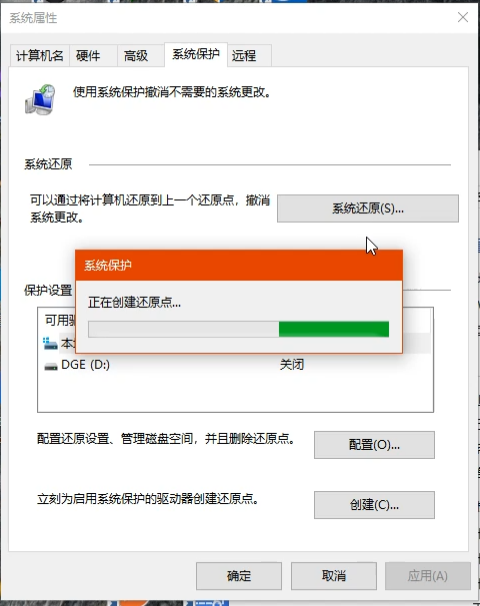 系统属性
计算机名 硬件 高级 系统保护 远程
使用系统保护撤消不需要的系统更改。
系统还原
可以通过将计算机还原到上一个还原点，撤消
系统更改。
系统还原(S)...
系统保护
正在创建还原点...
保护设置
可用
本
DGE (D:) 关闭
配置还原设置、管理磁盘空间，并且删除还原点。
配置(O)...
立刻为启用系统保护的驱动器创建还原点。
创建(C)...
确定 取消 应用(A)